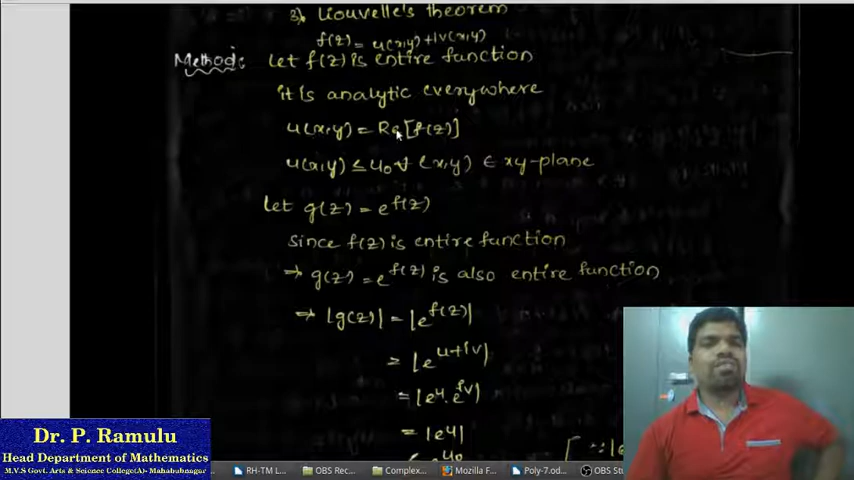 3) Liouvelle's theorem
f(z) = u(x,y)+iv(x,y)
Method: Let f(z) is entire function
it is analytic everywhere
u(x,y) = Re[f(z)]
u(x,y) ≤ u₀ ∀ (x,y) ∈ xy-plane
Let g(z) = e^f(z)
Since f(z) is entire function
⇒ g(z) = e^f(z) is also entire function
⇒ |g(z)| = |e^f(z)|
= |e^u+iv|
= |e^u. e^iv|
= |e^u|
Dr. P. Ramulu
Head Department of Mathematics
M.V.S Govt. Arts & Science College(A)- Mahabubnagar
RH-TM L... OBS Rec... Complex... Mozilla F... Poly-7.od... OBS Stu